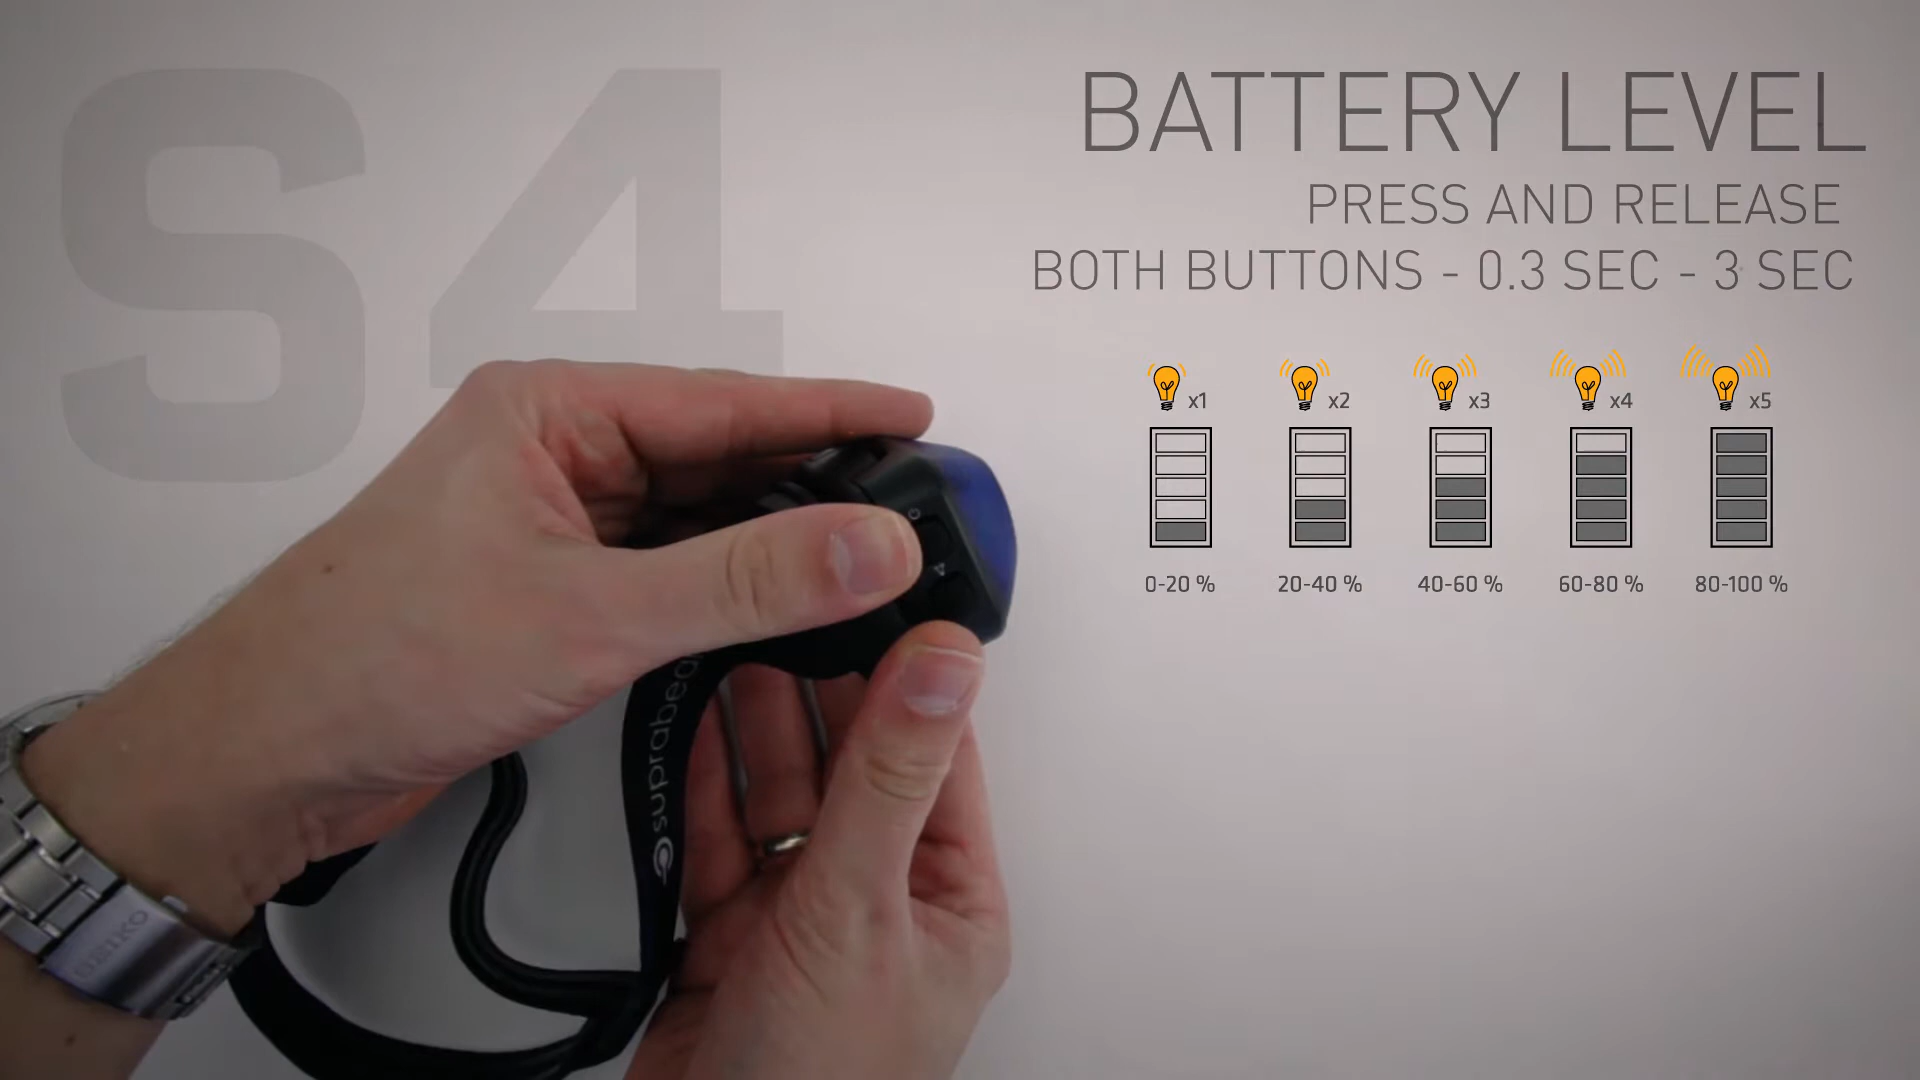 S4
BATTERY LEVEL
PRESS AND RELEASE
BOTH BUTTONS - 0.3 SEC - 3 SEC
x1 x2 x3 x4 x5
0-20 % 20-40 % 40-60 % 60-80 % 80-100 %
suprabea
SEIKO